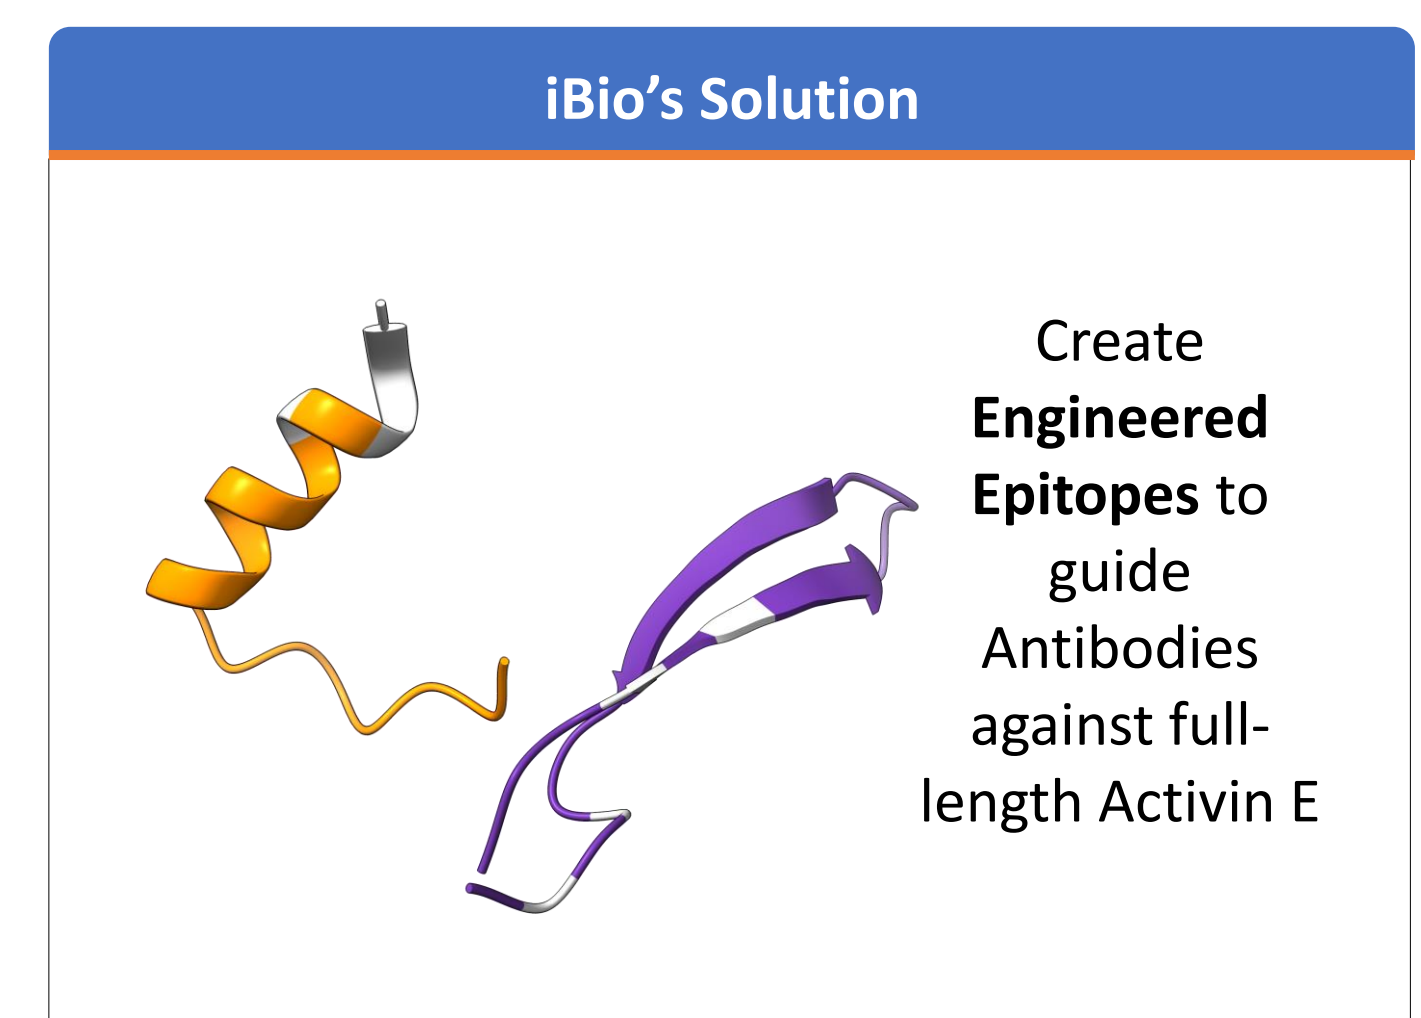 iBio’s Solution
Create
Engineered
Epitopes to
guide
Antibodies
against full-
length Activin E